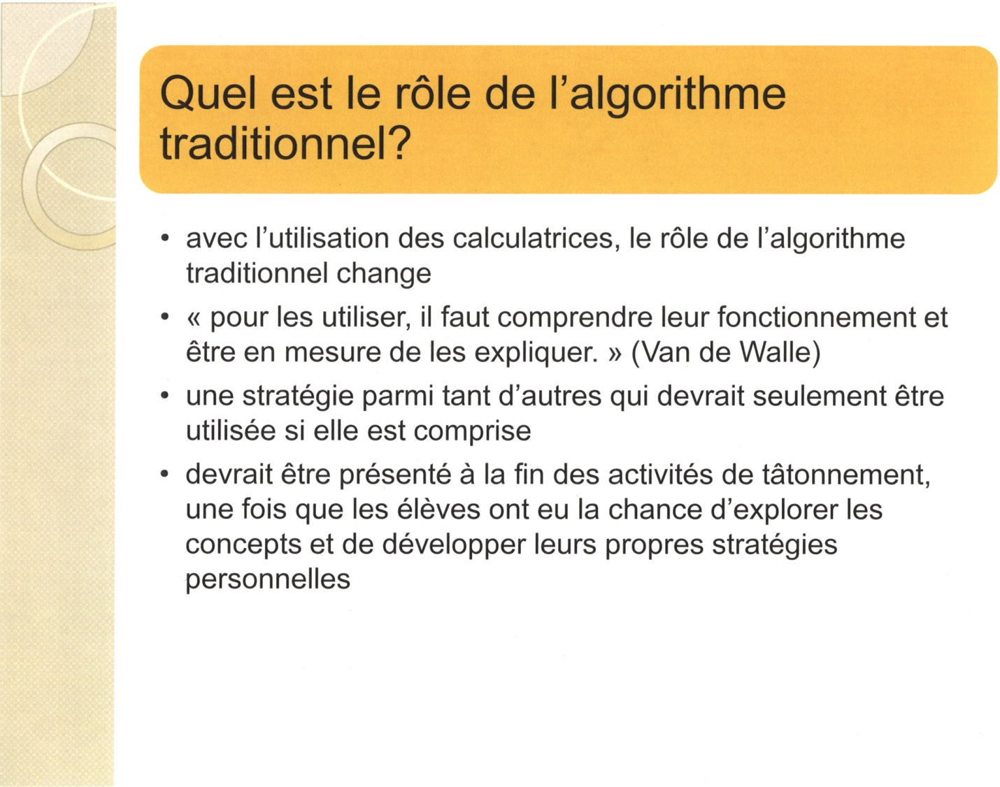 Quel est le rôle de l’algorithme
traditionnel?
• avec l’utilisation des calculatrices, le rôle de l’algorithme
traditionnel change
• « pour les utiliser, il faut comprendre leur fonctionnement et
être en mesure de les expliquer. » (Van de Walle)
• une stratégie parmi tant d’autres qui devrait seulement être
utilisée si elle est comprise
• devrait être présenté à la fin des activités de tâtonnement,
une fois que les élèves ont eu la chance d’explorer les
concepts et de développer leurs propres stratégies
personnelles